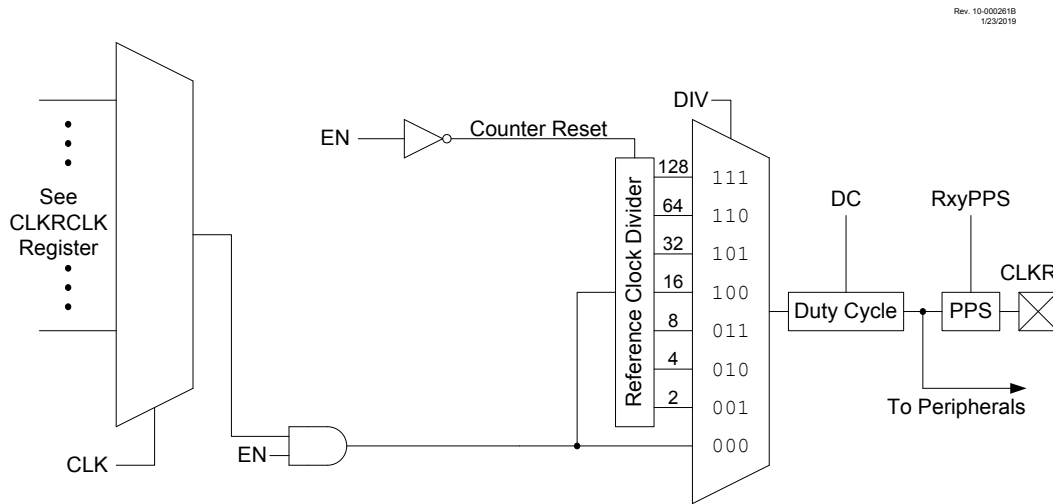 Rev. 10-000261B
1/23/2019
DIV
EN
Counter Reset
See
CLKRCLK
Register
Reference Clock Divider
128
111
64
110
32
101
16
100
8
011
4
010
2
001
000
DC
RxyPPS
CLKR
Duty Cycle
PPS
To Peripherals
EN
CLK